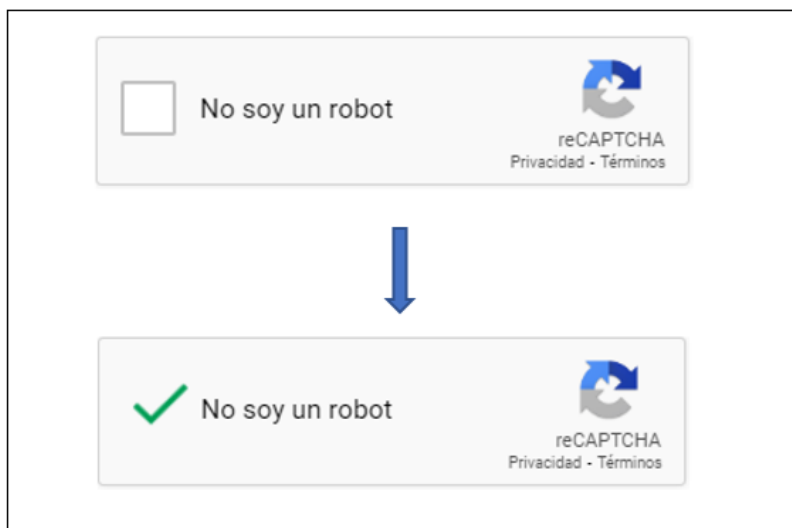 No soy un robot
reCAPTCHA
Privacidad - Términos
No soy un robot
reCAPTCHA
Privacidad - Términos